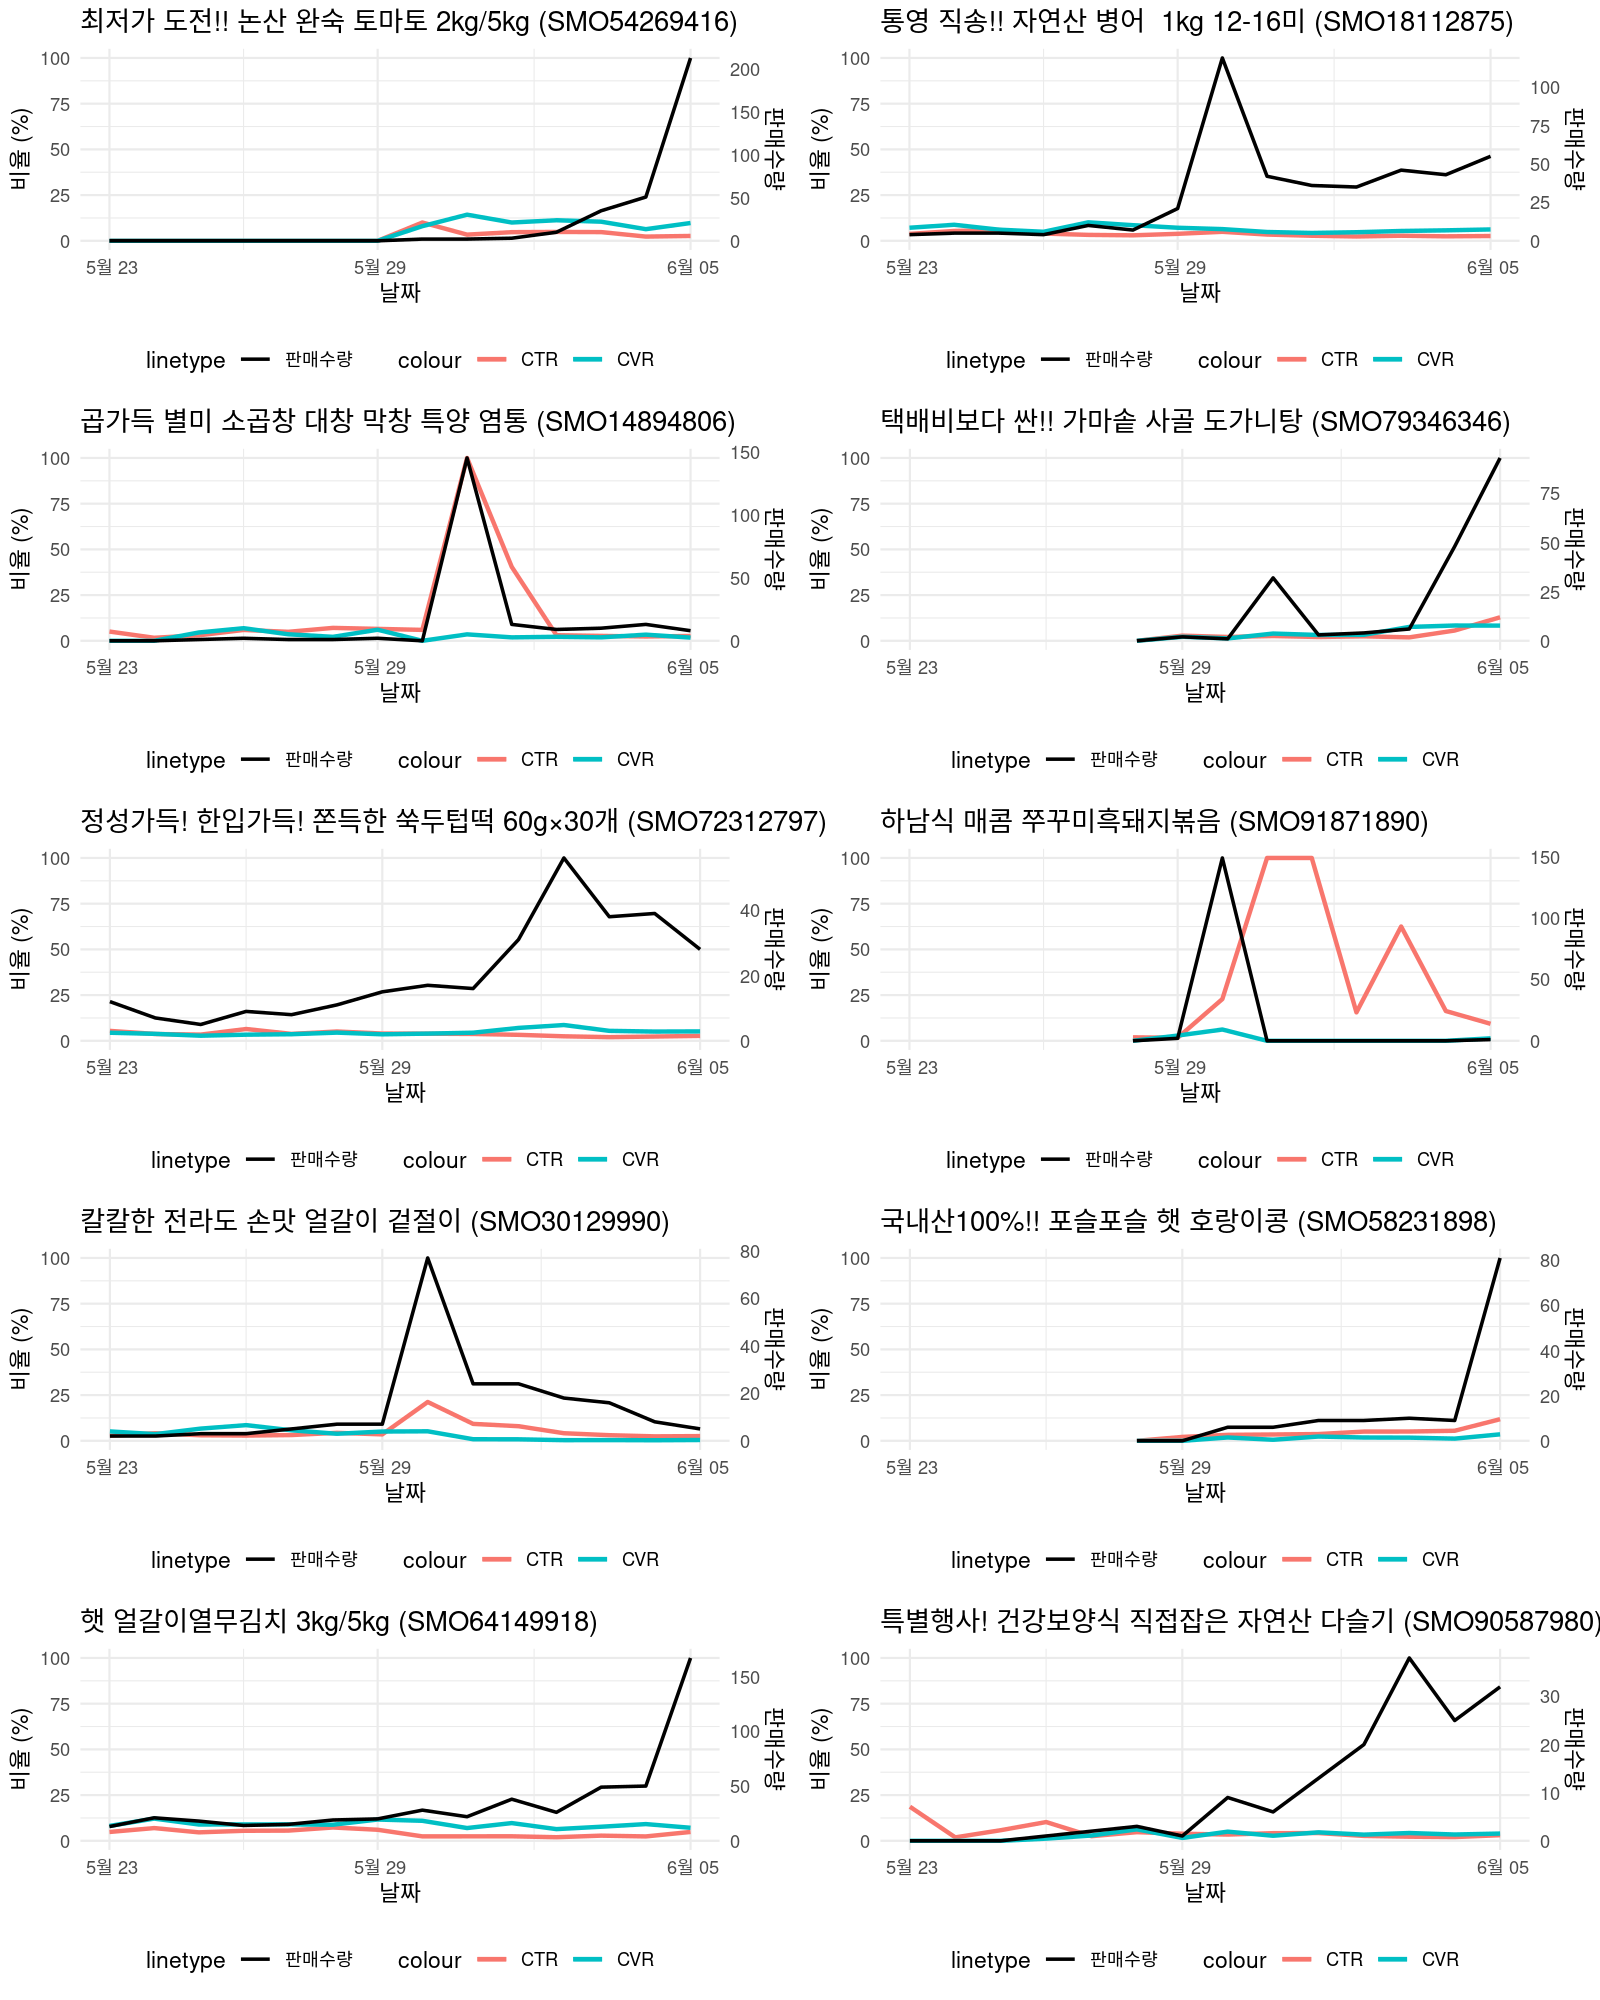 최저가 도전!! 논산 완숙 토마토 2kg/5kg (SMO54269416)
비율 (%)
100
75
50
25
0
200
150
100
50
0
판매수량
5월 23
5월 29
6월 05
날짜
linetype 판매수량 colour CTR CVR
통영 직송!! 자연산 병어  1kg 12-16미 (SMO18112875)
비율 (%)
100
75
50
25
0
100
75
50
25
0
판매수량
5월 23
5월 29
6월 05
날짜
linetype 판매수량 colour CTR CVR
곱가득 별미 소곱창 대창 막창 특양 염통 (SMO14894806)
비율 (%)
100
75
50
25
0
150
100
50
0
판매수량
5월 23
5월 29
6월 05
날짜
linetype 판매수량 colour CTR CVR
택배비보다 싼!! 가마솥 사골 도가니탕 (SMO79346346)
비율 (%)
100
75
50
25
0
75
50
25
0
판매수량
5월 23
5월 29
6월 05
날짜
linetype 판매수량 colour CTR CVR
정성가득! 한입가득! 쫀득한 쑥두텁떡 60g×30개 (SMO72312797)
비율 (%)
100
75
50
25
0
40
20
0
판매수량
5월 23
5월 29
6월 05
날짜
linetype 판매수량 colour CTR CVR
하남식 매콤 쭈꾸미흑돼지볶음 (SMO91871890)
비율 (%)
100
75
50
25
0
150
100
50
0
판매수량
5월 23
5월 29
6월 05
날짜
linetype 판매수량 colour CTR CVR
칼칼한 전라도 손맛 얼갈이 겉절이 (SMO30129990)
비율 (%)
100
75
50
25
0
80
60
40
20
0
판매수량
5월 23
5월 29
6월 05
날짜
linetype 판매수량 colour CTR CVR
국내산100%!! 포슬포슬 햇 호랑이콩 (SMO58231898)
비율 (%)
100
75
50
25
0
80
60
40
20
0
판매수량
5월 23
5월 29
6월 05
날짜
linetype 판매수량 colour CTR CVR
햇 얼갈이열무김치 3kg/5kg (SMO64149918)
비율 (%)
100
75
50
25
0
150
100
50
0
판매수량
5월 23
5월 29
6월 05
날짜
linetype 판매수량 colour CTR CVR
특별행사! 건강보양식 직접잡은 자연산 다슬기 (SMO90587980)
비율 (%)
100
75
50
25
0
30
20
10
0
판매수량
5월 23
5월 29
6월 05
날짜
linetype 판매수량 colour CTR CVR